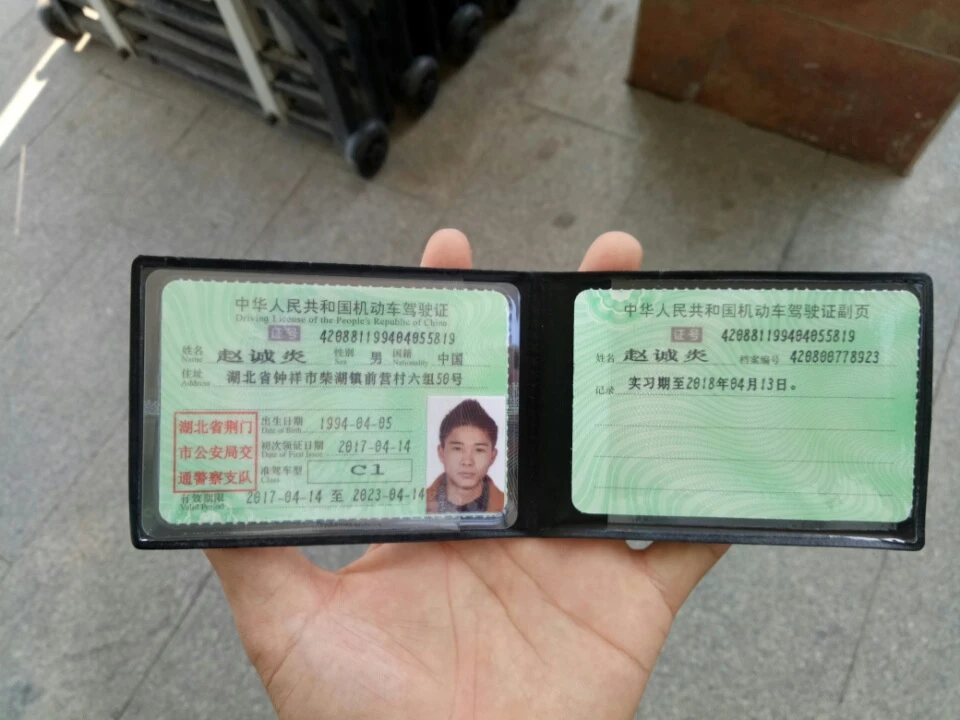 中华人民共和国机动车驾驶证
Driving License of the People's Republic of China
证号 420881199404055819
姓名 赵诚炎 性别 男 国籍 中国
Name Sex Nationality
住址 湖北省钟祥市柴湖镇前营村六组50号
Address
湖北省荆门
市公安局交
通警察支队
出生日期 1994-04-05
Date of Birth
初次领证日期 2017-04-14
Date of First Issue
准驾车型 C1
Class
有效期限 2017-04-14 至 2023-04-14
Valid Period
中华人民共和国机动车驾驶证副页
证号 420881199404055819
姓名 赵诚炎 档案编号 420800778923
记录 实习期至2018年04月13日。